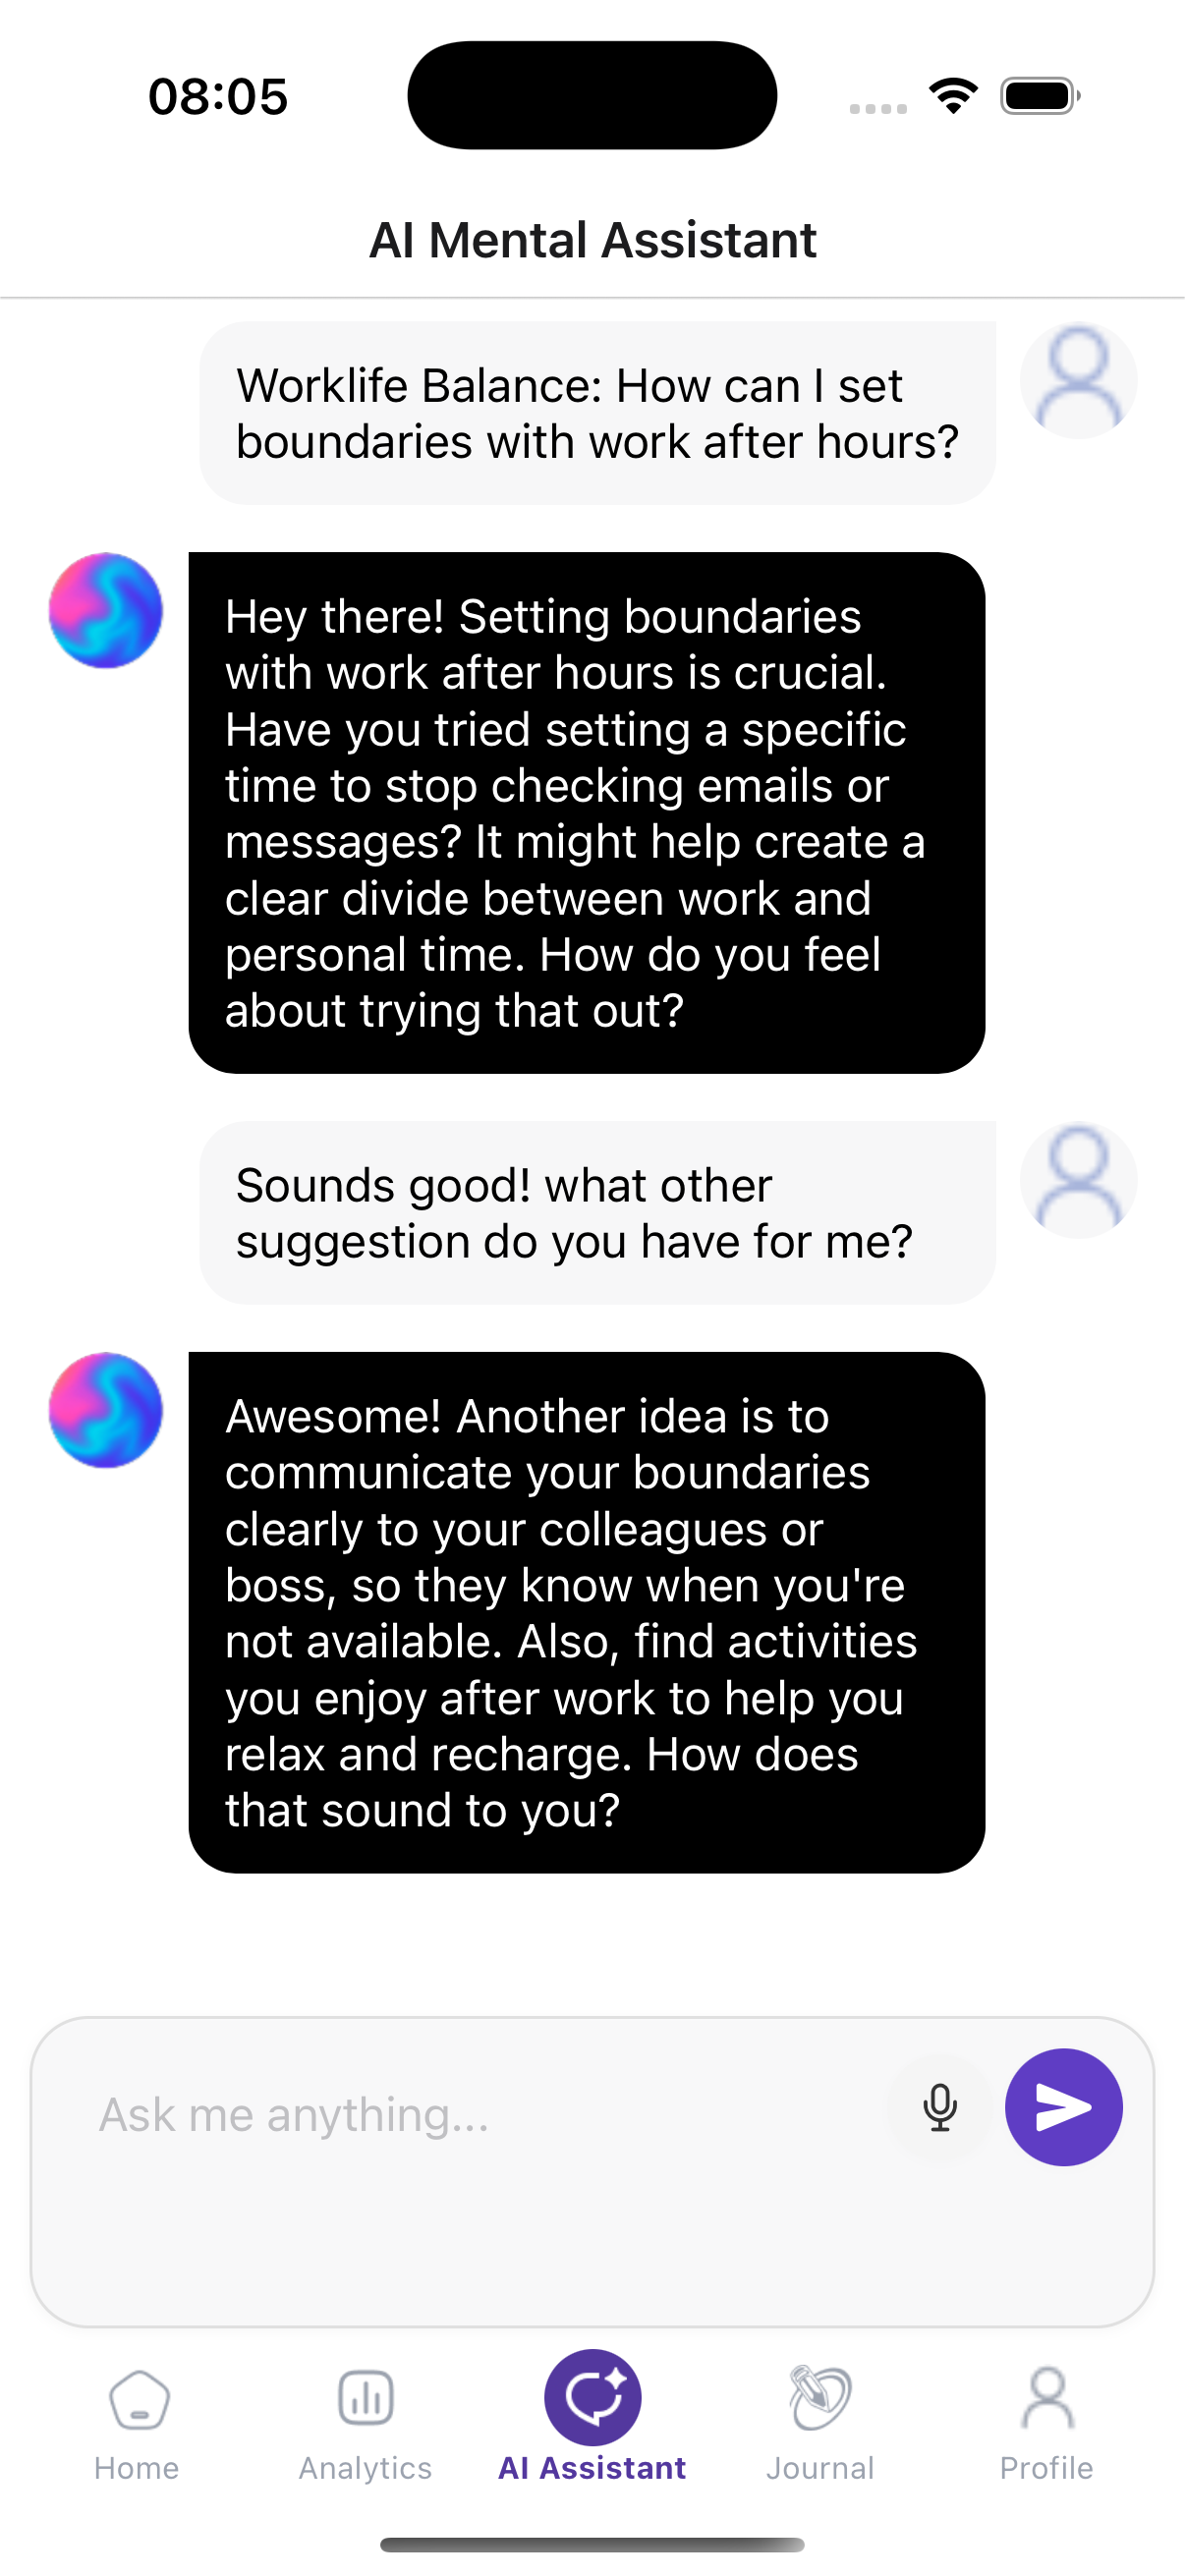 08:05
AI Mental Assistant
Worklife Balance: How can I set
boundaries with work after hours?
Hey there! Setting boundaries
with work after hours is crucial.
Have you tried setting a specific
time to stop checking emails or
messages? It might help create a
clear divide between work and
personal time. How do you feel
about trying that out?
Sounds good! what other
suggestion do you have for me?
Awesome! Another idea is to
communicate your boundaries
clearly to your colleagues or
boss, so they know when you're
not available. Also, find activities
you enjoy after work to help you
relax and recharge. How does
that sound to you?
Ask me anything...
Home
Analytics
AI Assistant
Journal
Profile